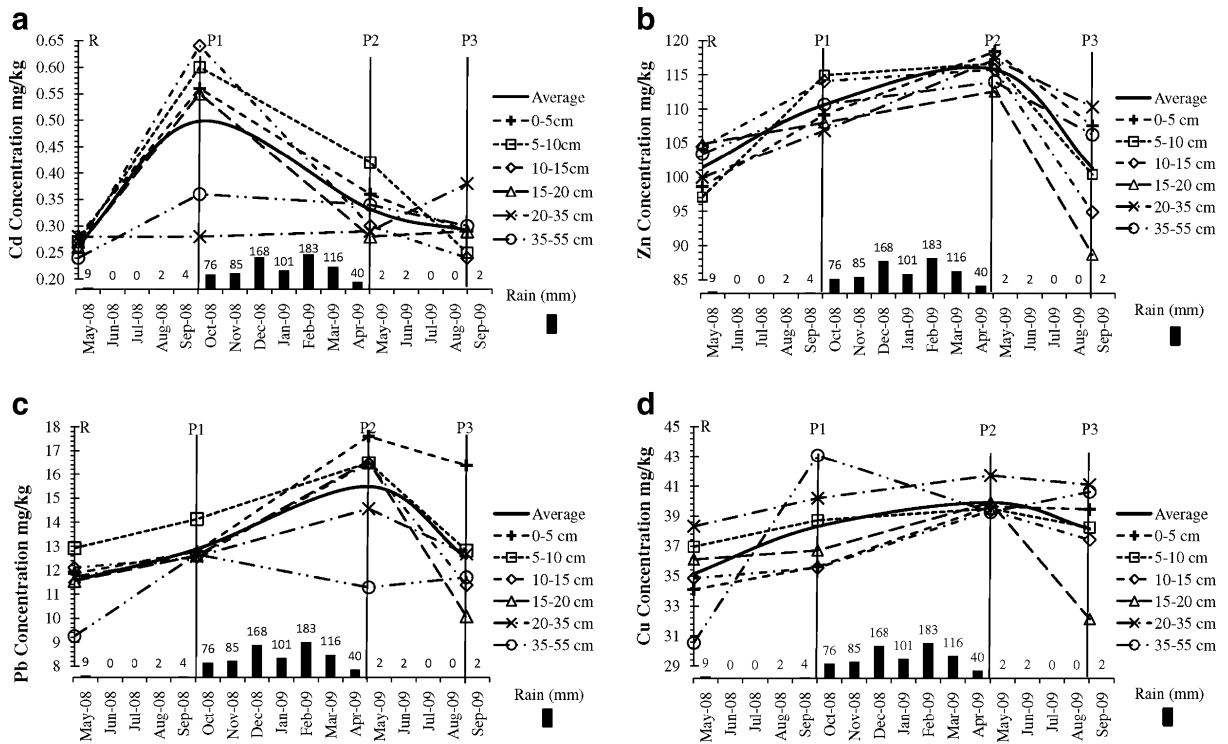 a
R P1 P2 P3
Cd Concentration mg/kg
0.65
0.60
0.55
0.50
0.45
0.40
0.35
0.30
0.25
0.20
9 0 0 2 4 76 85 168 101 183 116 40 2 2 0 0 2
May-08 Jun-08 Jul-08 Aug-08 Sep-08 Oct-08 Nov-08 Dec-08 Jan-09 Feb-09 Mar-09 Apr-09 May-09 Jun-09 Jul-09 Aug-09 Sep-09
Average
0-5cm
5-10cm
10-15cm
15-20 cm
20-35 cm
35-55 cm
Rain (mm)
b
R P1 P2 P3
Zn Concentration mg/kg
120
115
110
105
100
95
90
85
9 0 0 2 4 76 85 168 101 183 116 40 2 2 0 0 2
May-08 Jun-08 Jul-08 Aug-08 Sep-08 Oct-08 Nov-08 Dec-08 Jan-09 Feb-09 Mar-09 Apr-09 May-09 Jun-09 Jul-09 Aug-09 Sep-09
Average
0-5 cm
5-10 cm
10-15 cm
15-20 cm
20-35 cm
35-55 cm
Rain (mm)
c
R P1 P2 P3
Pb Concentration mg/kg
18
17
16
15
14
13
12
11
10
9
8
9 0 0 2 4 76 85 168 101 183 116 40 2 2 0 0 2
May-08 Jun-08 Jul-08 Aug-08 Sep-08 Oct-08 Nov-08 Dec-08 Jan-09 Feb-09 Mar-09 Apr-09 May-09 Jun-09 Jul-09 Aug-09 Sep-09
Average
0-5 cm
5-10 cm
10-15 cm
15-20 cm
20-35 cm
35-55 cm
Rain (mm)
d
R P1 P2 P3
Cu Concentration mg/kg
45
43
41
39
37
35
33
31
29
9 0 0 2 4 76 85 168 101 183 116 40 2 2 0 0 2
May-08 Jun-08 Jul-08 Aug-08 Sep-08 Oct-08 Nov-08 Dec-08 Jan-09 Feb-09 Mar-09 Apr-09 May-09 Jun-09 Jul-09 Aug-09 Sep-09
Average
0-5 cm
5-10 cm
10-15 cm
15-20 cm
20-35 cm
35-55 cm
Rain (mm)